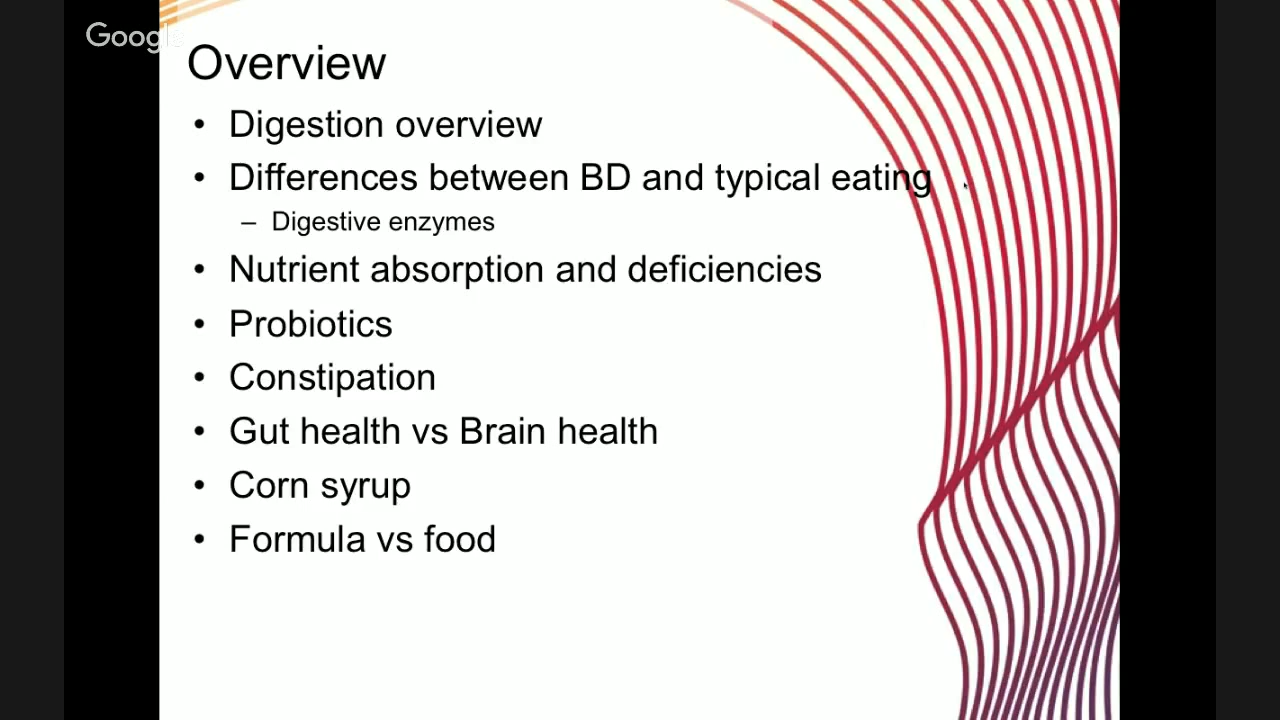 Google
Overview
• Digestion overview
• Differences between BD and typical eating
– Digestive enzymes
• Nutrient absorption and deficiencies
• Probiotics
• Constipation
• Gut health vs Brain health
• Corn syrup
• Formula vs food